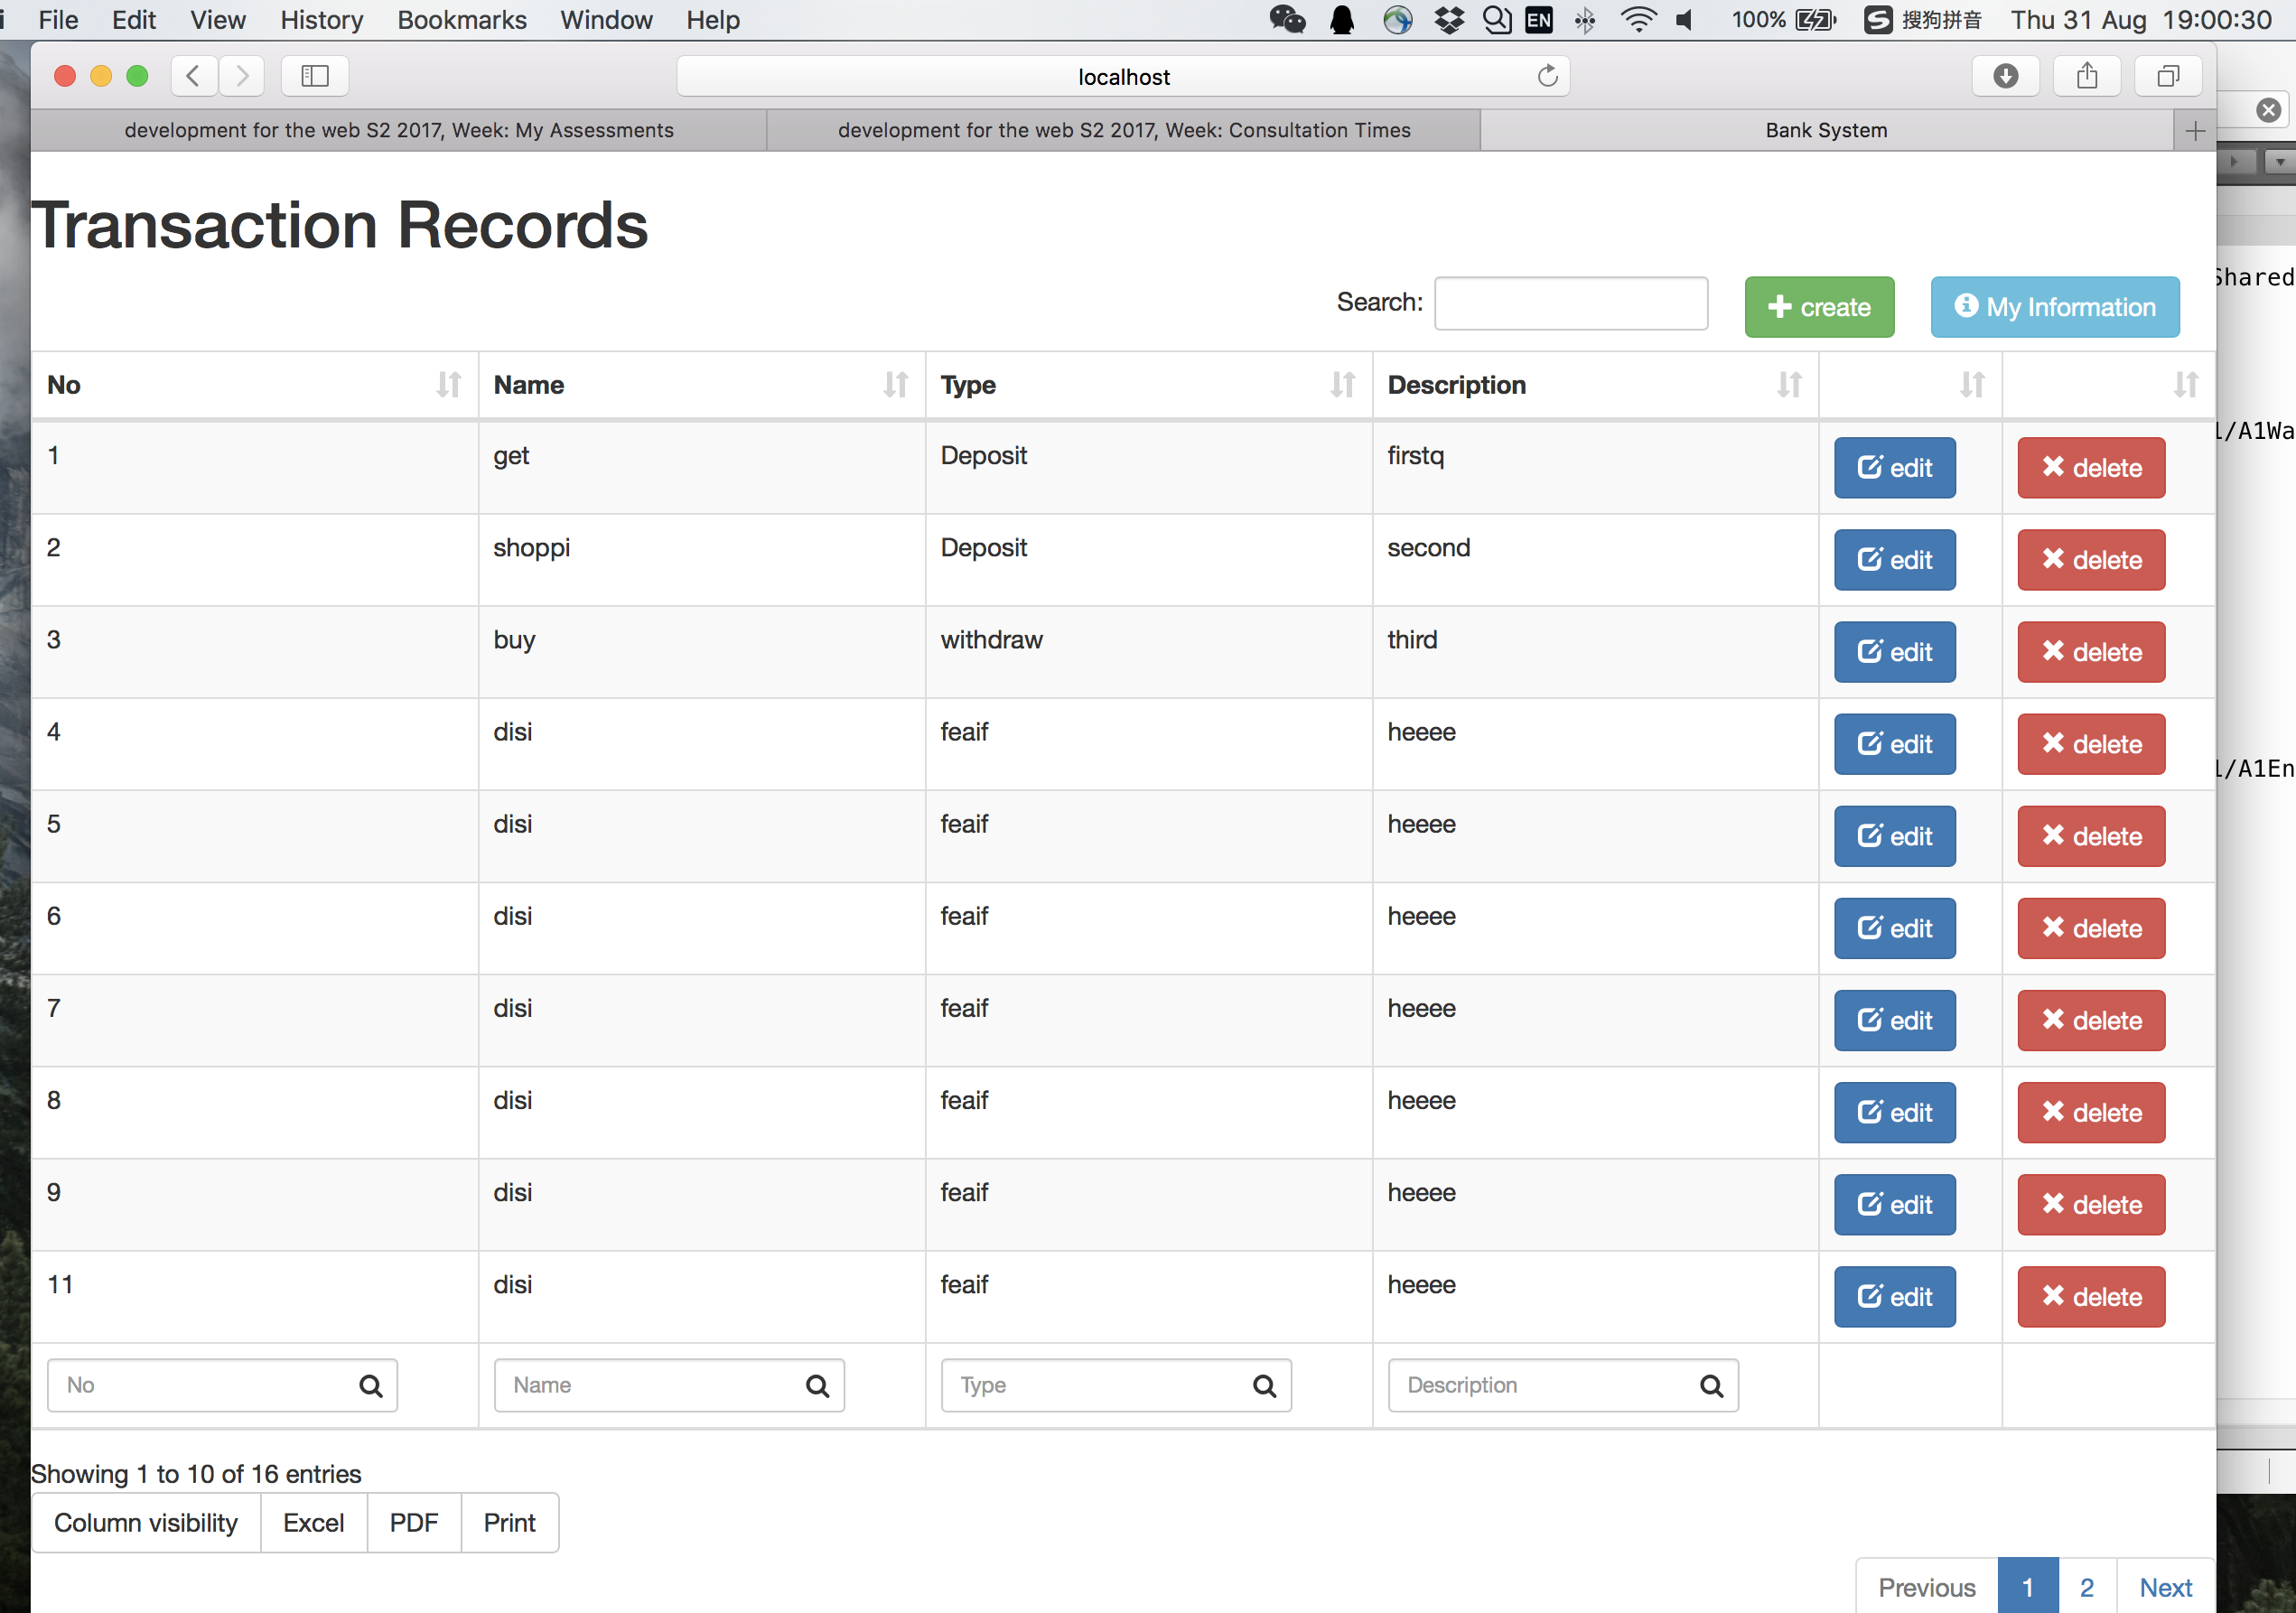 File Edit View History Bookmarks Window Help EN 100% 搜狗拼音 Thu 31 Aug 19:00:30
localhost
development for the web S2 2017, Week: My Assessments development for the web S2 2017, Week: Consultation Times Bank System
Transaction Records
Shared
Search: create My Information
No Name Type Description
1/A1Wa
1 get Deposit firstq edit delete
2 shoppi Deposit second edit delete
3 buy withdraw third edit delete
4 disi feaif heeee edit delete
1/A1En
5 disi feaif heeee edit delete
6 disi feaif heeee edit delete
7 disi feaif heeee edit delete
8 disi feaif heeee edit delete
9 disi feaif heeee edit delete
11 disi feaif heeee edit delete
No Name Type Description
Showing 1 to 10 of 16 entries
Column visibility Excel PDF Print
Previous 1 2 Next